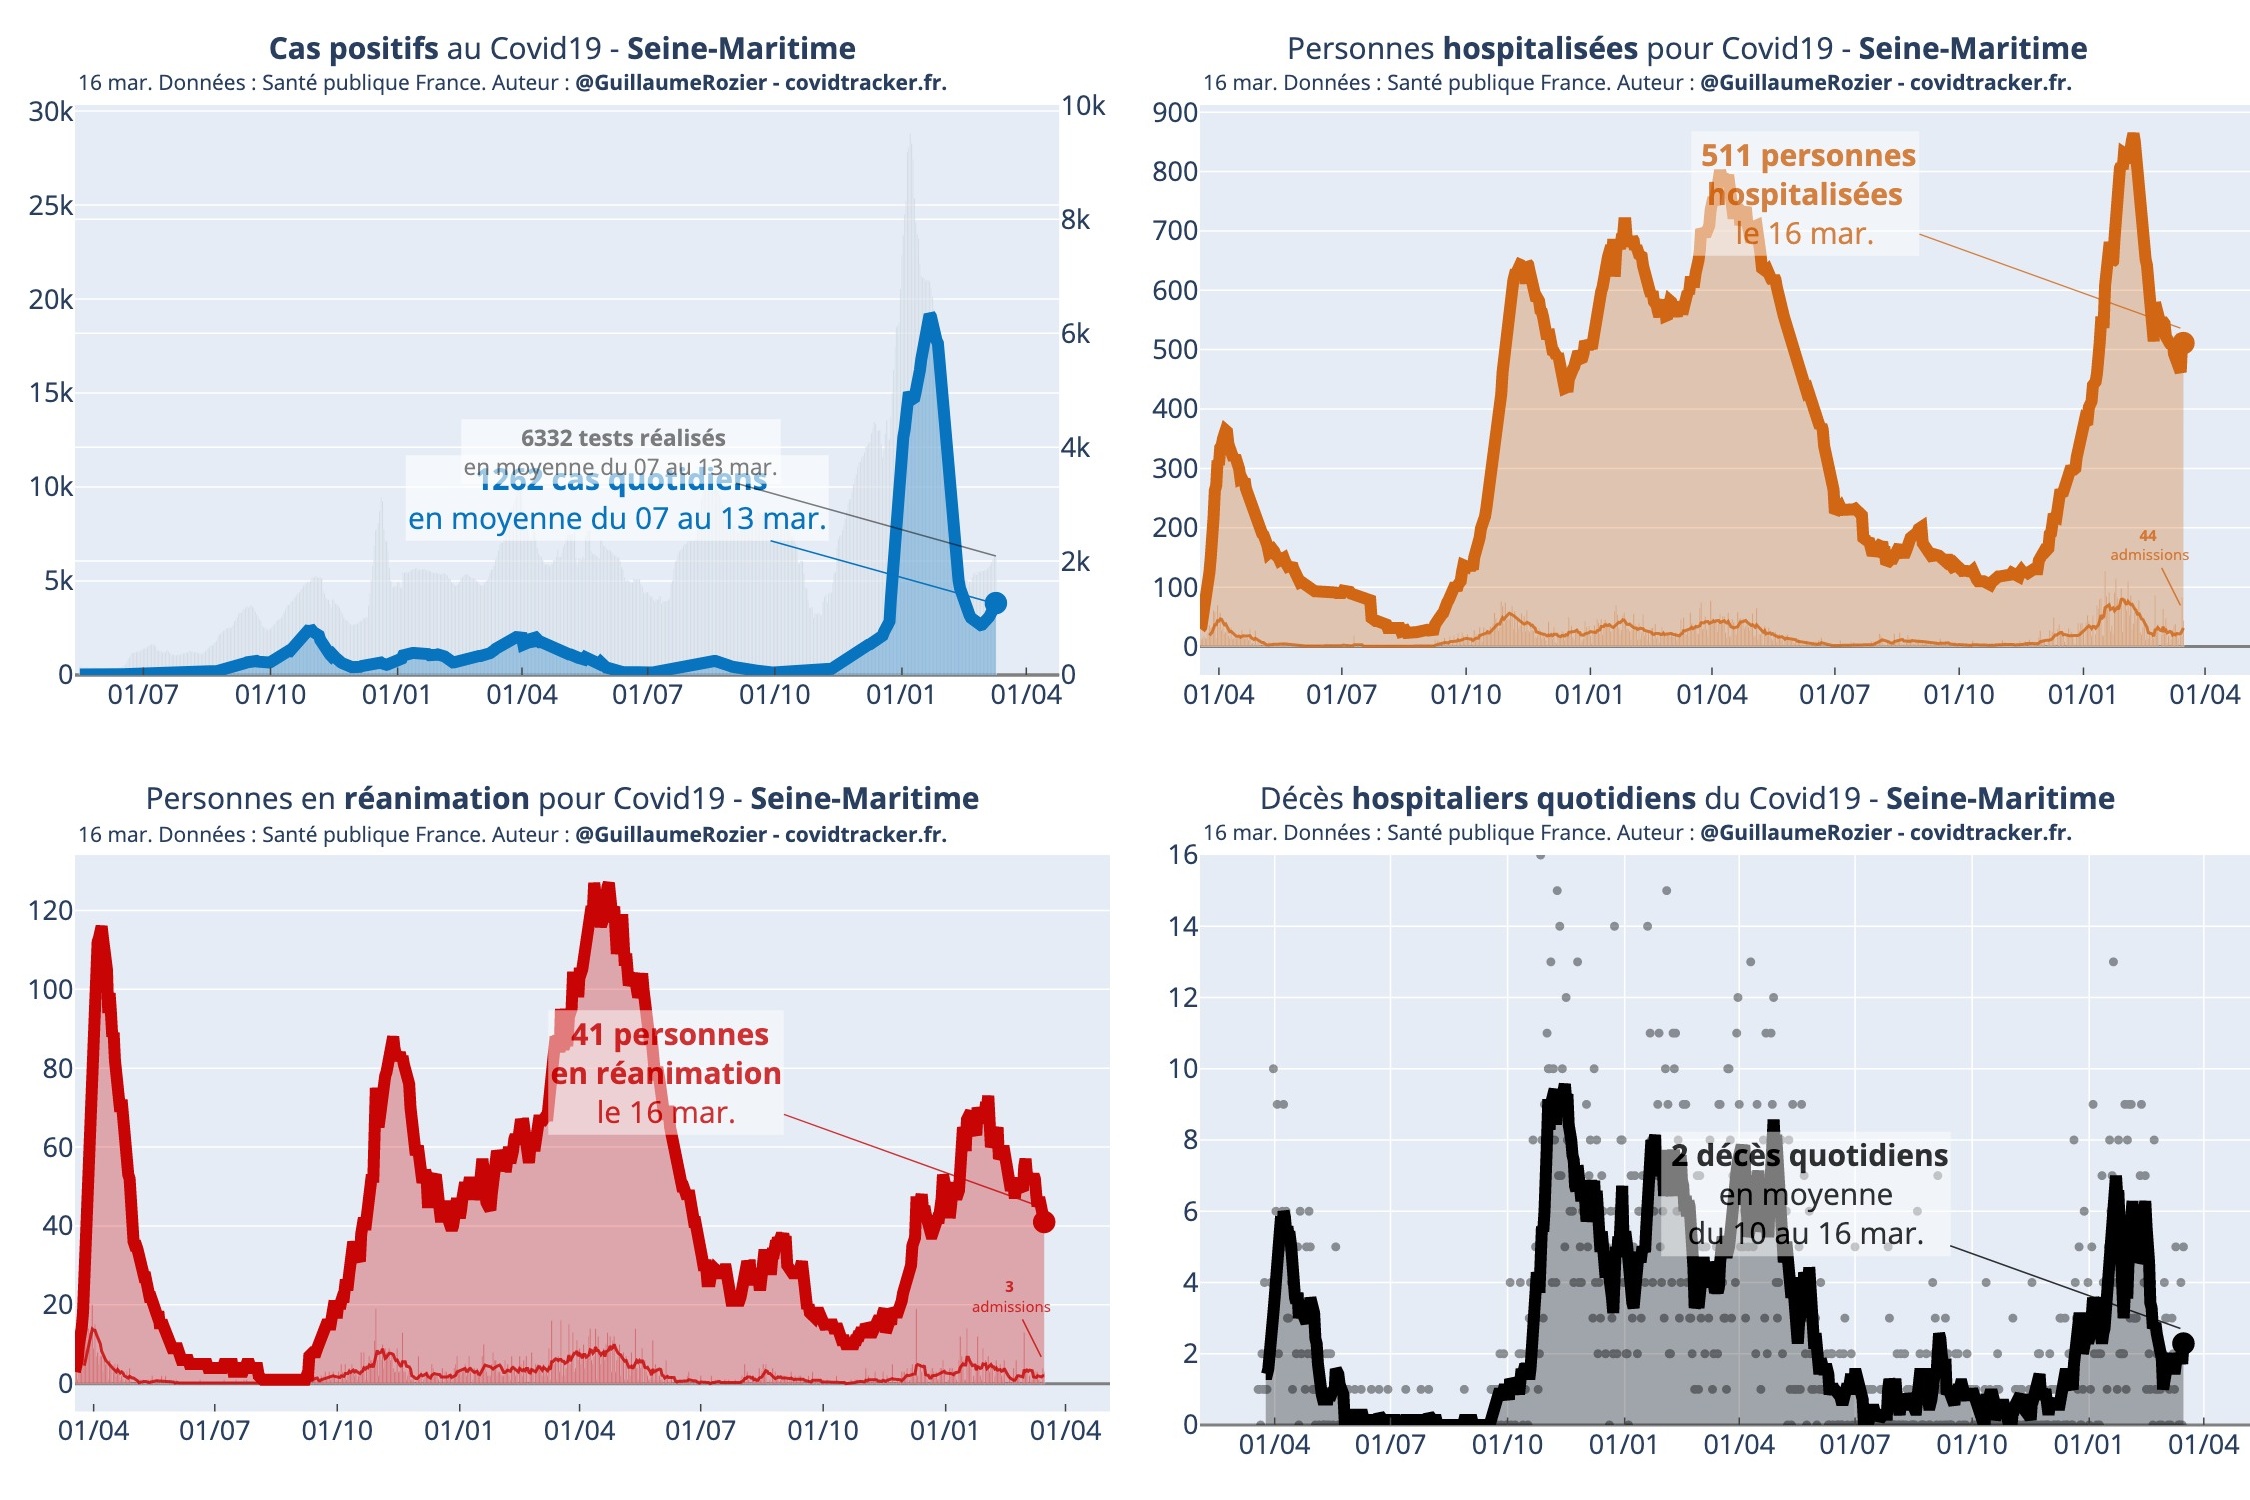 Cas positifs au Covid19 - Seine-Maritime
16 mar. Données : Santé publique France. Auteur : @GuillaumeRozier - covidtracker.fr.
30k
25k
20k
15k
10k
5k
0
10k
8k
6k
4k
2k
0
6332 tests réalisés
en moyenne du 07 au 13 mar.
1262 cas quotidiens
en moyenne du 07 au 13 mar.
01/07 01/10 01/01 01/04 01/07 01/10 01/01 01/04
Personnes hospitalisées pour Covid19 - Seine-Maritime
16 mar. Données : Santé publique France. Auteur : @GuillaumeRozier - covidtracker.fr.
900
800
700
600
500
400
300
200
100
0
511 personnes
hospitalisées
le 16 mar.
44
admissions
01/04 01/07 01/10 01/01 01/04 01/07 01/10 01/01 01/04
Personnes en réanimation pour Covid19 - Seine-Maritime
16 mar. Données : Santé publique France. Auteur : @GuillaumeRozier - covidtracker.fr.
120
100
80
60
40
20
0
41 personnes
en réanimation
le 16 mar.
3
admissions
01/04 01/07 01/10 01/01 01/04 01/07 01/10 01/01 01/04
Décès hospitaliers quotidiens du Covid19 - Seine-Maritime
16 mar. Données : Santé publique France. Auteur : @GuillaumeRozier - covidtracker.fr.
16
14
12
10
8
6
4
2
0
2 décès quotidiens
en moyenne
du 10 au 16 mar.
01/04 01/07 01/10 01/01 01/04 01/07 01/10 01/01 01/04